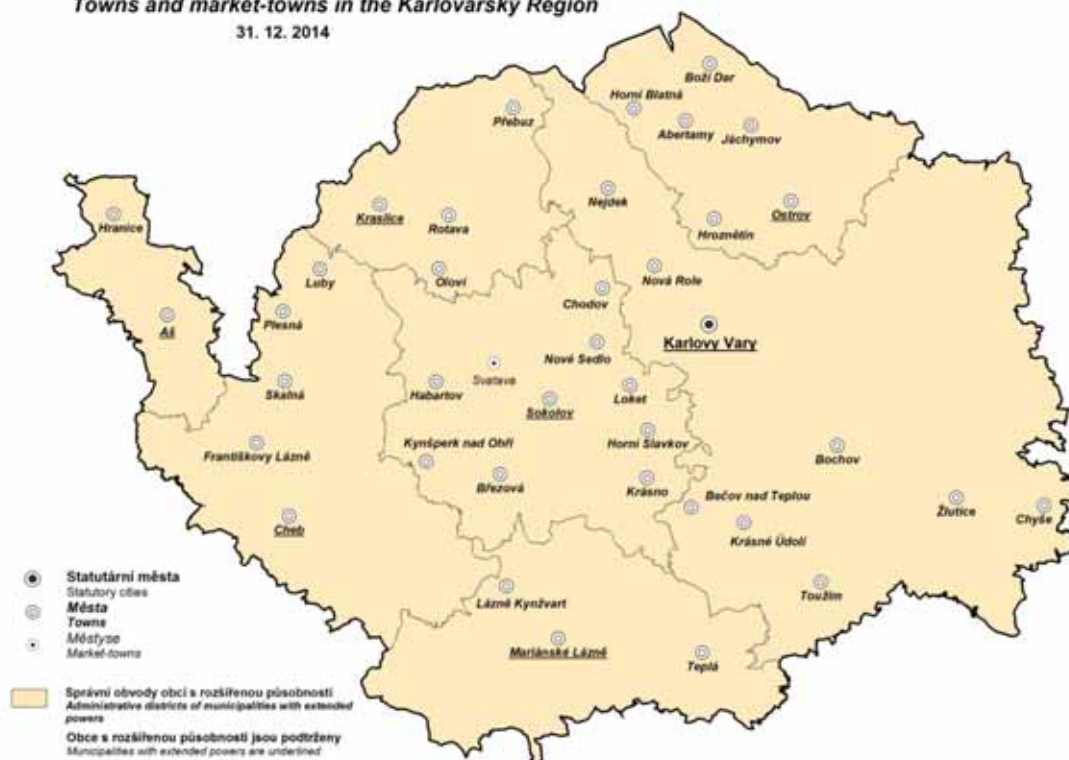 Towns and market-towns in the Karlovarský Region
31. 12. 2014
Boží Dar
Horní Blatná
Přebuz
Abertamy
Jáchymov
Nejdek
Kraslice
Ostrov
Hranice
Rotava
Hroznětín
Luby
Oloví
Nová Role
Chodov
Plesná
Aš
Karlovy Vary
Nové Sedlo
Svatava
Skalná
Habartov
Loket
Sokolov
Kynšperk nad Ohří
Horní Slavkov
Františkovy Lázně
Bochov
Březová
Krásno
Bečov nad Teplou
Žlutice
Chyše
Cheb
Krásné Údolí
Toužim
Lázně Kynžvart
Mariánské Lázně
Teplá
Statutární města
Statutory cities
Města
Towns
Městyse
Market-towns
Správní obvody obcí s rozšířenou působností
Administrative districts of municipalities with extended
powers
Obce s rozšířenou působností jsou podtrženy
Municipalities with extended powers are underlined